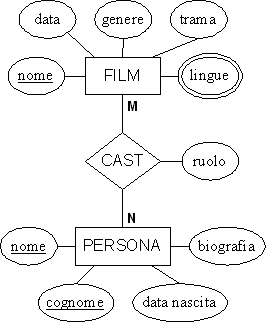 data
genere
trama
nome
FILM
lingue
M
CAST
ruolo
N
nome
PERSONA
biografia
cognome
data nascita